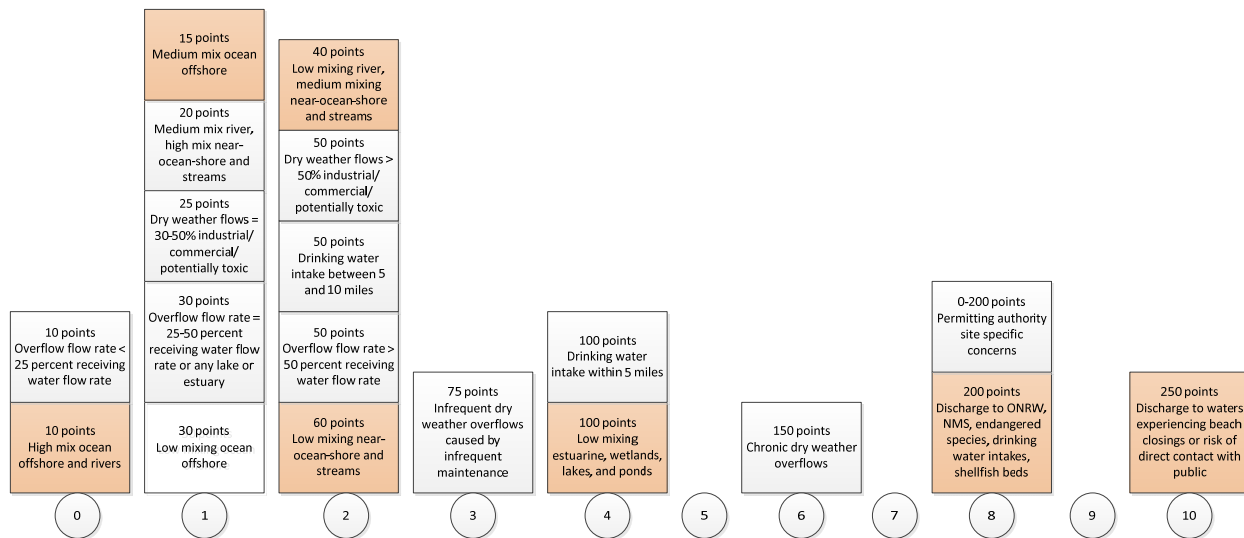 10 points
Overflow flow rate <
25 percent receiving
water flow rate
10 points
High mix ocean
offshore and rivers
0
15 points
Medium mix ocean
offshore
20 points
Medium mix river,
high mix near-
ocean-shore and
streams
25 points
Dry weather flows =
30-50% industrial/
commercial/
potentially toxic
30 points
Overflow flow rate =
25-50 percent
receiving water flow
rate or any lake or
estuary
30 points
Low mixing ocean
offshore
1
40 points
Low mixing river,
medium mixing
near-ocean-shore
and streams
50 points
Dry weather flows >
50% industrial/
commercial/
potentially toxic
50 points
Drinking water
intake between 5
and 10 miles
50 points
Overflow flow rate >
50 percent receiving
water flow rate
60 points
Low mixing near-
ocean-shore and
streams
2
75 points
Infrequent dry
weather overflows
caused by
infrequent
maintenance
3
100 points
Drinking water
intake within 5 miles
100 points
Low mixing
estuarine, wetlands,
lakes, and ponds
4
5
150 points
Chronic dry weather
overflows
6
7
0-200 points
Permitting authority
site specific
concerns
200 points
Discharge to ONRW,
NMS, endangered
species, drinking
water intakes,
shellfish beds
8
9
250 points
Discharge to waters
experiencing beach
closings or risk of
direct contact with
public
10